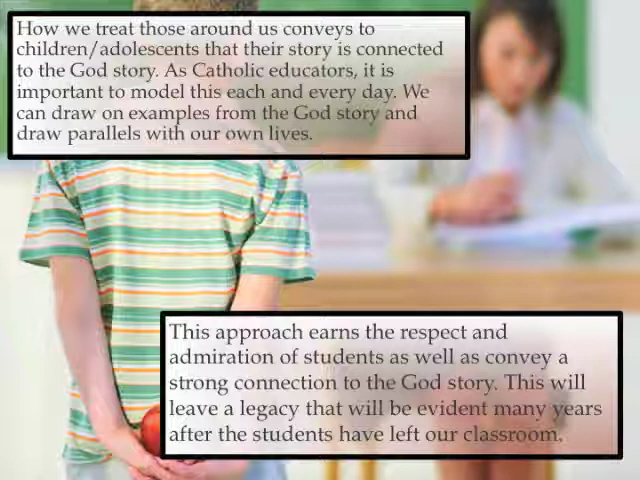 How we treat those around us conveys to
children/adolescents that their story is connected
to the God story. As Catholic educators, it is
important to model this each and every day. We
can draw on examples from the God story and
draw parallels with our own lives.
This approach earns the respect and
admiration of students as well as convey a
strong connection to the God story. This will
leave a legacy that will be evident many years
after the students have left our classroom.